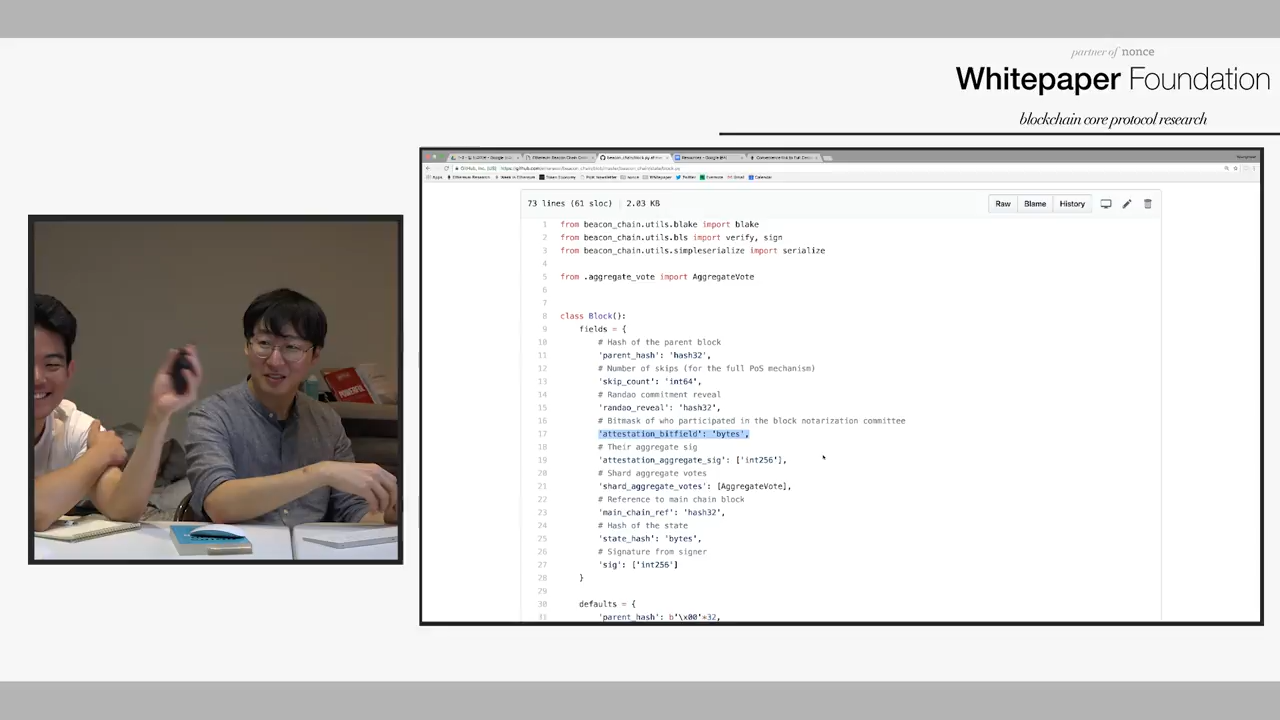 partner of nonce
Whitepaper Foundation
blockchain core protocol research
73 lines (61 sloc) | 2.03 KB
Raw Blame History
1 from beacon_chain.utils.blake import blake
2 from beacon_chain.utils.bls import verify, sign
3 from beacon_chain.utils.simpleserialize import serialize
4
5 from .aggregate_vote import AggregateVote
6
7
8 class Block():
9 fields = {
10 # Hash of the parent block
11 'parent_hash': 'hash32',
12 # Number of skips (for the full PoS mechanism)
13 'skip_count': 'int64',
14 # Randao commitment reveal
15 'randao_reveal': 'hash32',
16 # Bitmask of who participated in the block notarization committee
17 'attestation_bitfield': 'bytes',
18 # Their aggregate sig
19 'attestation_aggregate_sig': ['int256'],
20 # Shard aggregate votes
21 'shard_aggregate_votes': [AggregateVote],
22 # Reference to main chain block
23 'main_chain_ref': 'hash32',
24 # Hash of the state
25 'state_hash': 'bytes',
26 # Signature from signer
27 'sig': ['int256']
28 }
29
30 defaults = {
31 'parent_hash': b'\x00'*32,
POWERFUL